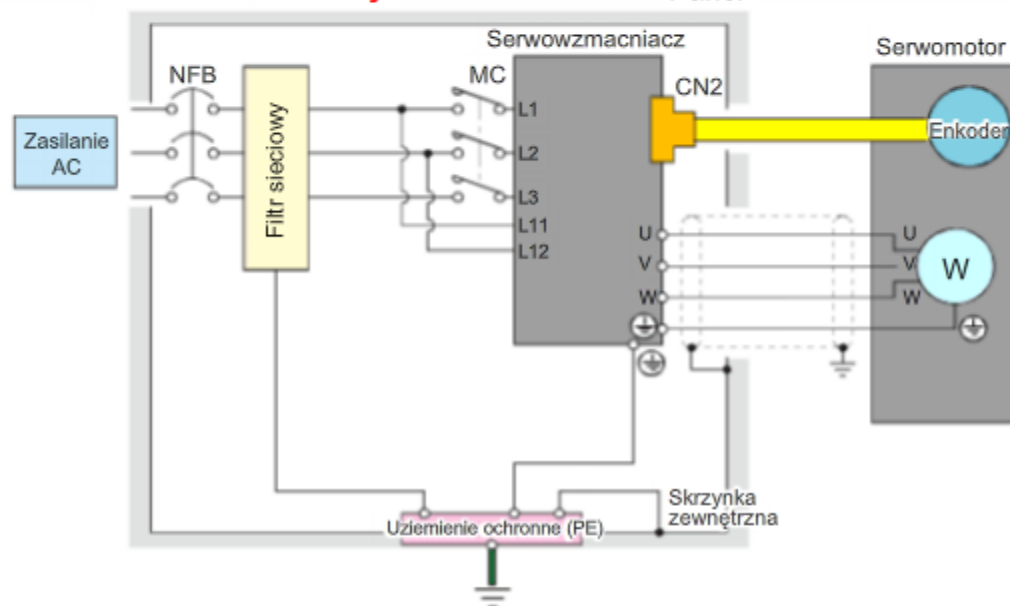 Serwowzmacniacz
Serwomotor
NFB
MC
CN2
L1
Zasilanie
AC
Filtr sieciowy
Enkoder
L2
L3
L11
L12
U
V
W
U
V
W
W
Skrzynka
zewnętrzna
Uziemienie ochronne (PE)